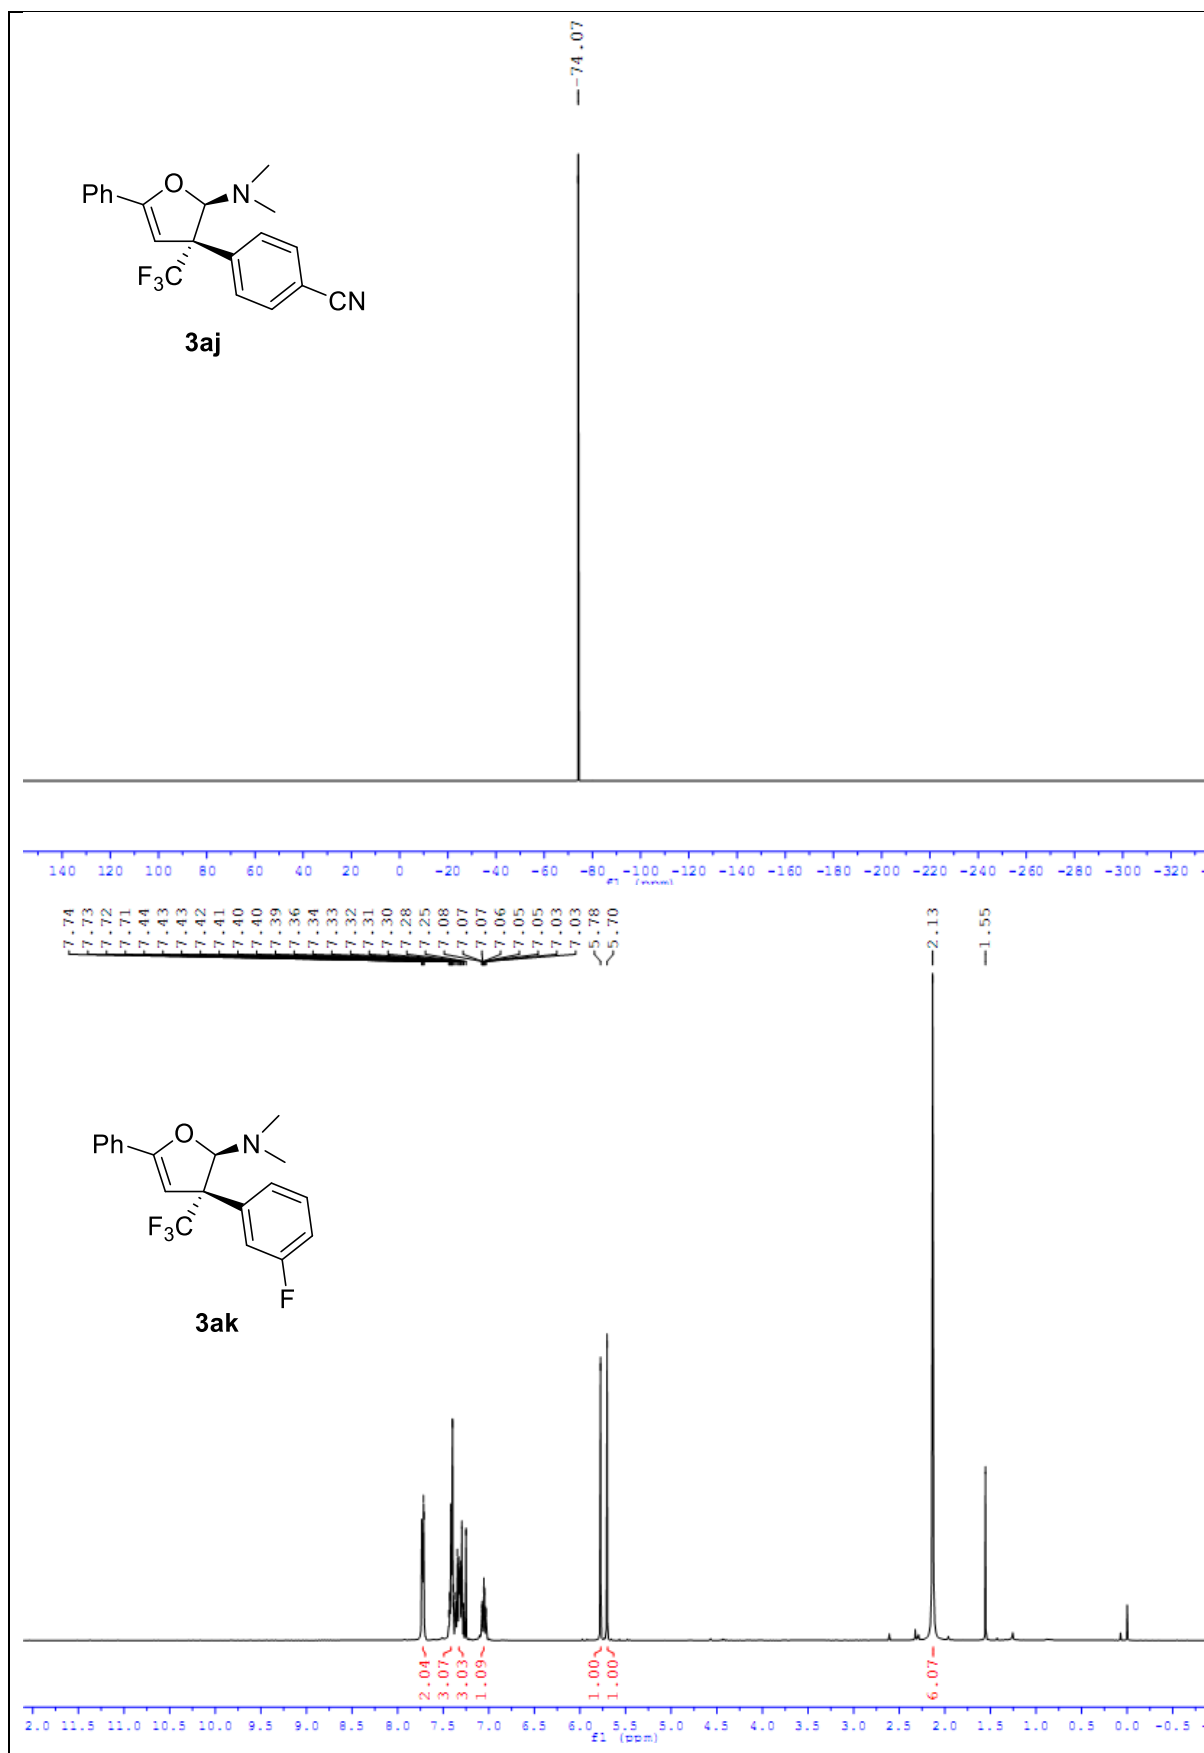 -74.07
Ph
O
N
F₃C
CN
3aj
140 120 100 80 60 40 20 0 -20 -40 -60 -80 -100 -120 -140 -160 -180 -200 -220 -240 -260 -280 -300 -320
f1 (ppm)
7.74 7.73 7.72 7.71 7.44 7.43 7.43 7.42 7.41 7.40 7.40 7.39 7.36 7.34 7.33 7.32 7.31 7.30 7.28 7.25 7.08 7.07 7.07 7.06 7.05 7.05 7.03 7.03 5.78 5.70 2.13 1.55
Ph
O
N
F₃C
F
3ak
2.04 3.07 3.03 1.09 1.00 1.00 6.07
2.0 11.5 11.0 10.5 10.0 9.5 9.0 8.5 8.0 7.5 7.0 6.5 6.0 5.5 5.0 4.5 4.0 3.5 3.0 2.5 2.0 1.5 1.0 0.5 0.0 -0.5
f1 (ppm)